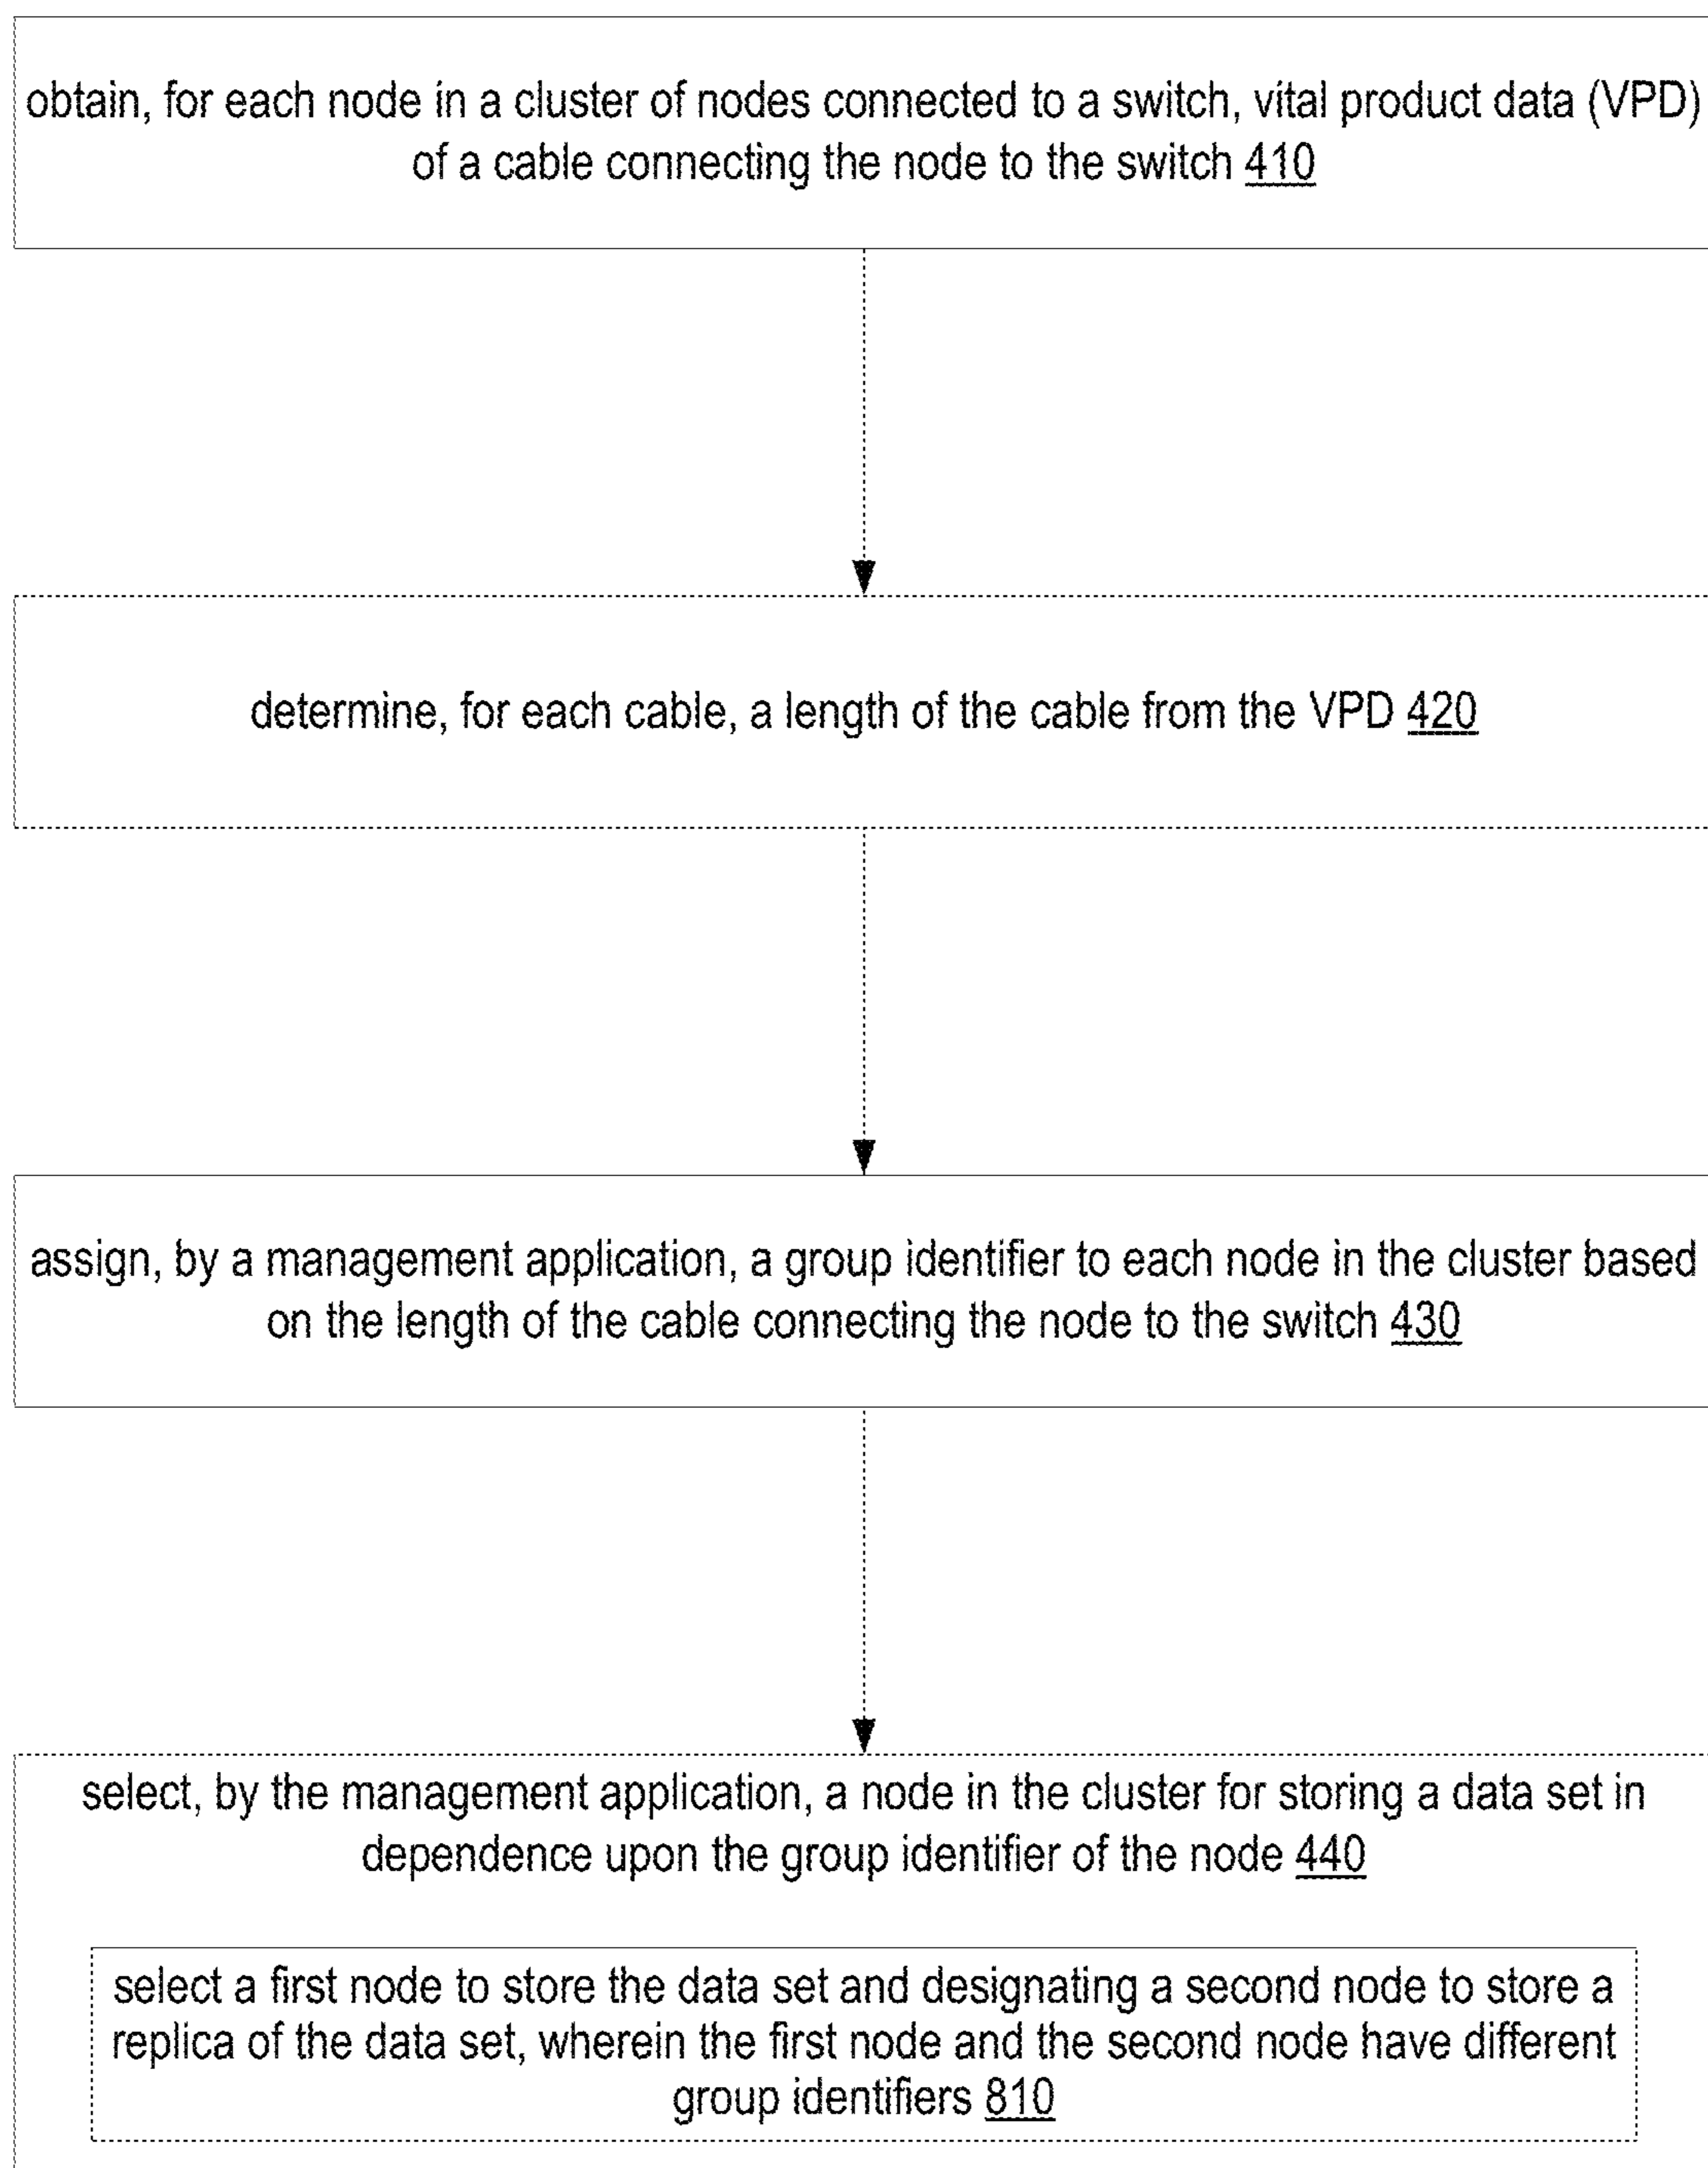 obtain, for each node in a cluster of nodes connected to a switch, vital product data (VPD)
of a cable connecting the node to the switch 410
determine, for each cable, a length of the cable from the VPD 420
assign, by a management application, a group identifier to each node in the cluster based
on the length of the cable connecting the node to the switch 430
select, by the management application, a node in the cluster for storing a data set in
dependence upon the group identifier of the node 440
select a first node to store the data set and designating a second node to store a
replica of the data set, wherein the first node and the second node have different
group identifiers 810